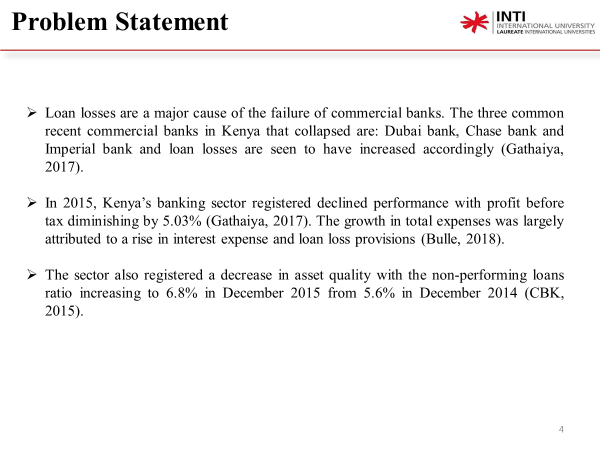 Problem Statement
INTI
INTERNATIONAL UNIVERSITY
LAUREATE INTERNATIONAL UNIVERSITIES
➢ Loan losses are a major cause of the failure of commercial banks. The three common
recent commercial banks in Kenya that collapsed are: Dubai bank, Chase bank and
Imperial bank and loan losses are seen to have increased accordingly (Gathaiya,
2017).
➢ In 2015, Kenya’s banking sector registered declined performance with profit before
tax diminishing by 5.03% (Gathaiya, 2017). The growth in total expenses was largely
attributed to a rise in interest expense and loan loss provisions (Bulle, 2018).
➢ The sector also registered a decrease in asset quality with the non-performing loans
ratio increasing to 6.8% in December 2015 from 5.6% in December 2014 (CBK,
2015).
4